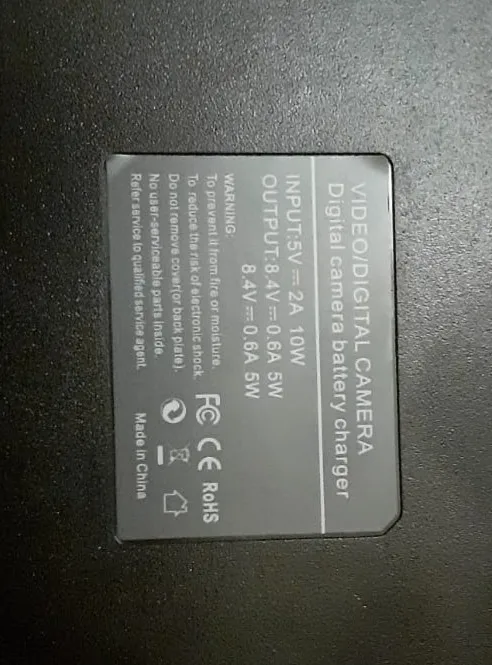 VIDEO/DIGITAL CAMERA
Digital camera battery charger
INPUT:5V⎓2A 10W
OUTPUT:8.4V⎓0.6A 5W
8.4V⎓0.6A 5W
WARNING:
To prevent it from fire or moisture.
To reduce the risk of electronic shock.
Do not remove cover(or back plate).
No user-serviceable parts inside.
Refer service to qualified service agent.
FC CE RoHS
Made in China